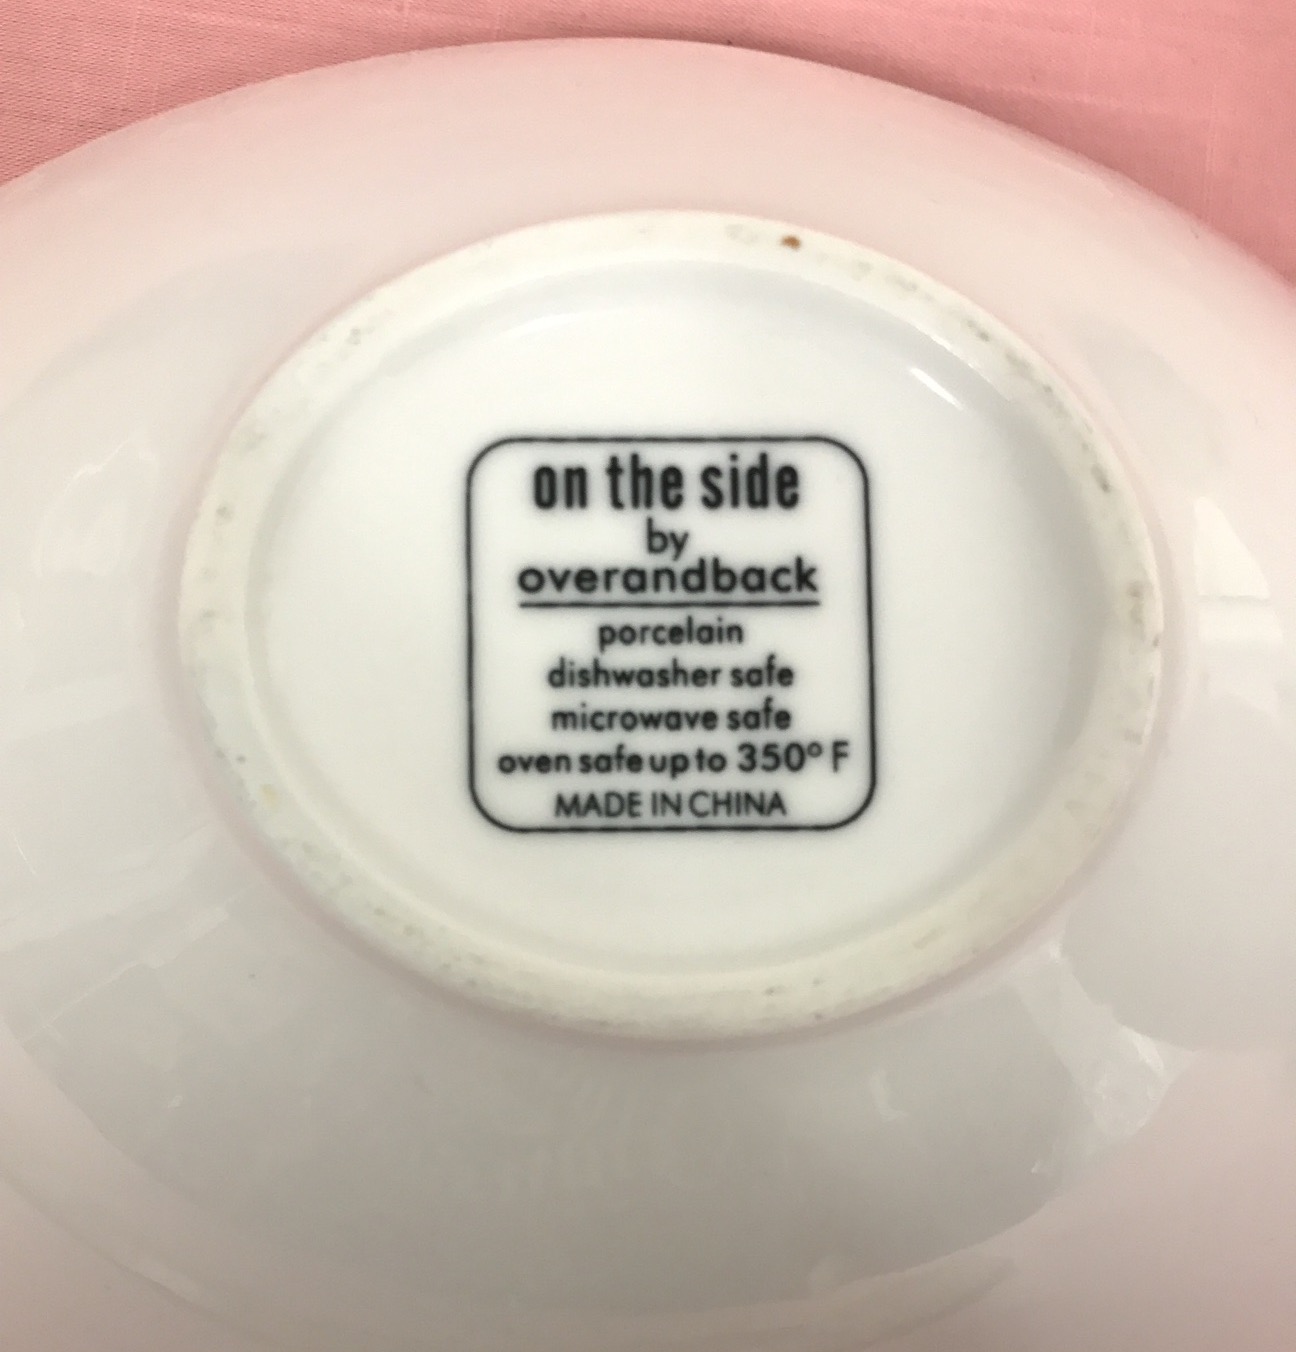 on the side
by
overandback
porcelain
dishwasher safe
microwave safe
oven safe up to 350° F
MADE IN CHINA